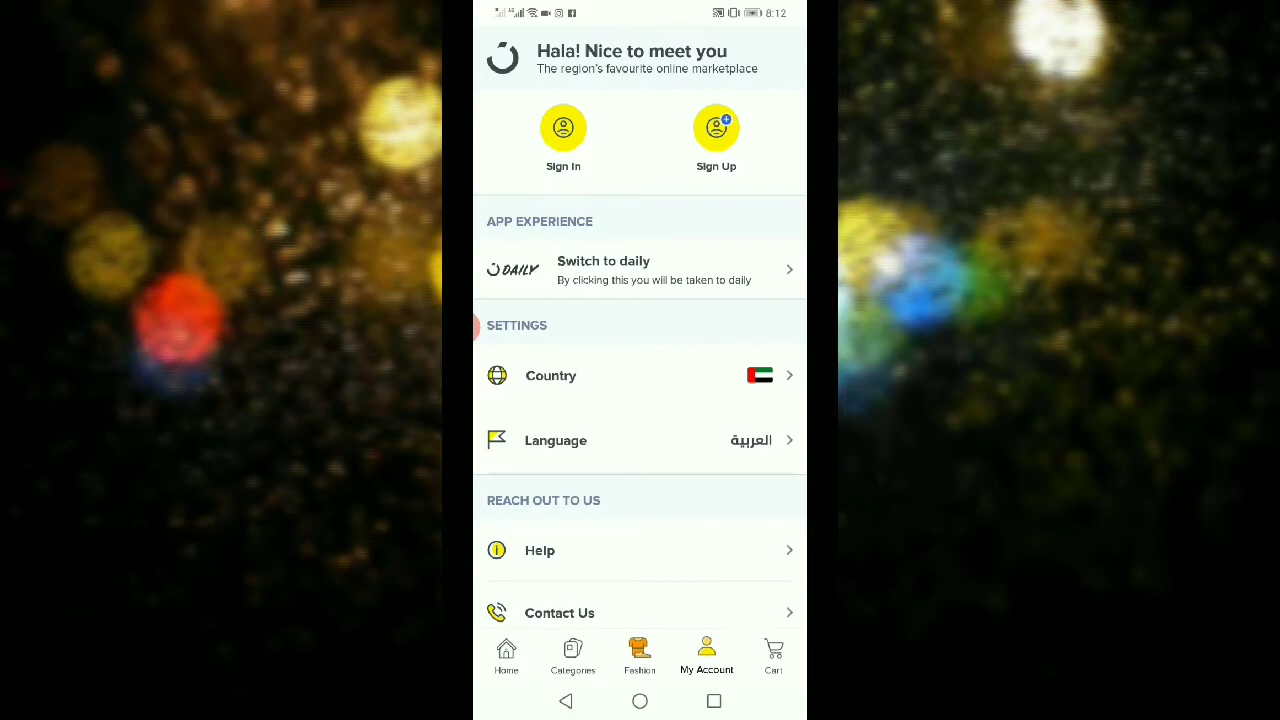 8:12
Hala! Nice to meet you
The region's favourite online marketplace
Sign In
Sign Up
APP EXPERIENCE
DAILY
Switch to daily
By clicking this you will be taken to daily
SETTINGS
Country
Language العربية
REACH OUT TO US
Help
Contact Us
Home Categories Fashion My Account Cart